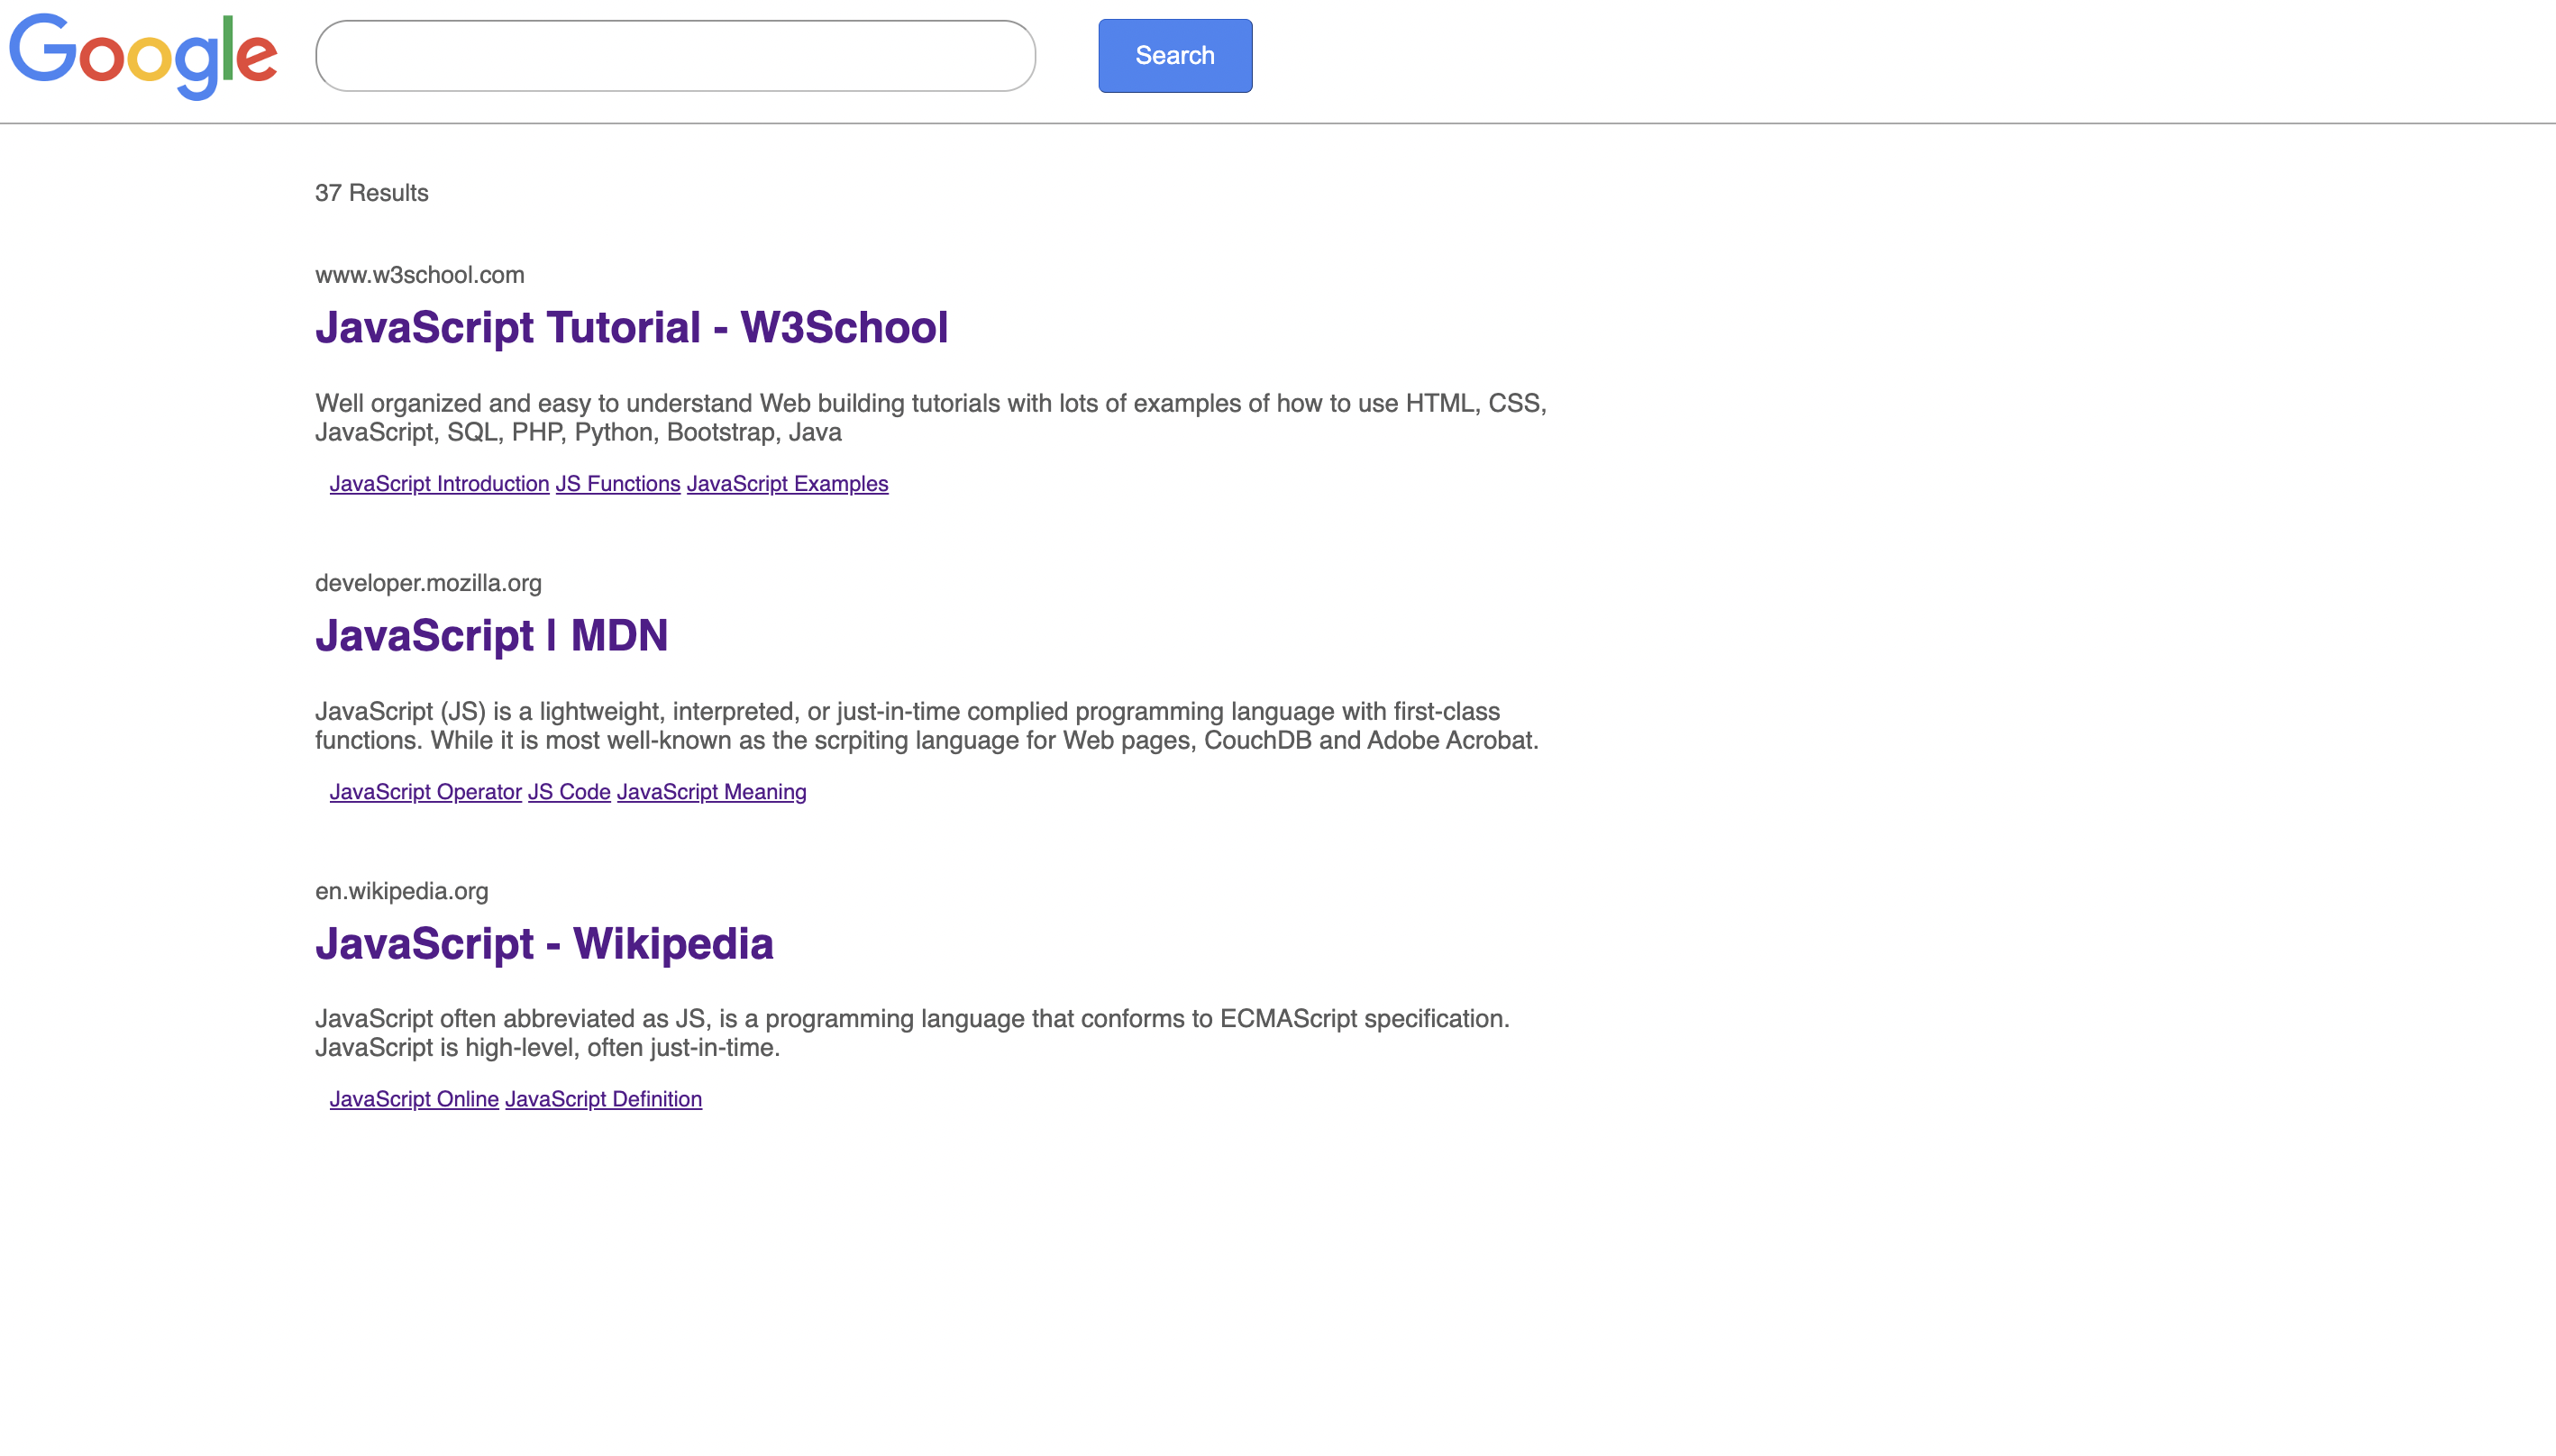 Google
Search
37 Results
www.w3school.com
JavaScript Tutorial - W3School
Well organized and easy to understand Web building tutorials with lots of examples of how to use HTML, CSS,
JavaScript, SQL, PHP, Python, Bootstrap, Java
JavaScript Introduction JS Functions JavaScript Examples
developer.mozilla.org
JavaScript | MDN
JavaScript (JS) is a lightweight, interpreted, or just-in-time complied programming language with first-class
functions. While it is most well-known as the scrpiting language for Web pages, CouchDB and Adobe Acrobat.
JavaScript Operator JS Code JavaScript Meaning
en.wikipedia.org
JavaScript - Wikipedia
JavaScript often abbreviated as JS, is a programming language that conforms to ECMAScript specification.
JavaScript is high-level, often just-in-time.
JavaScript Online JavaScript Definition